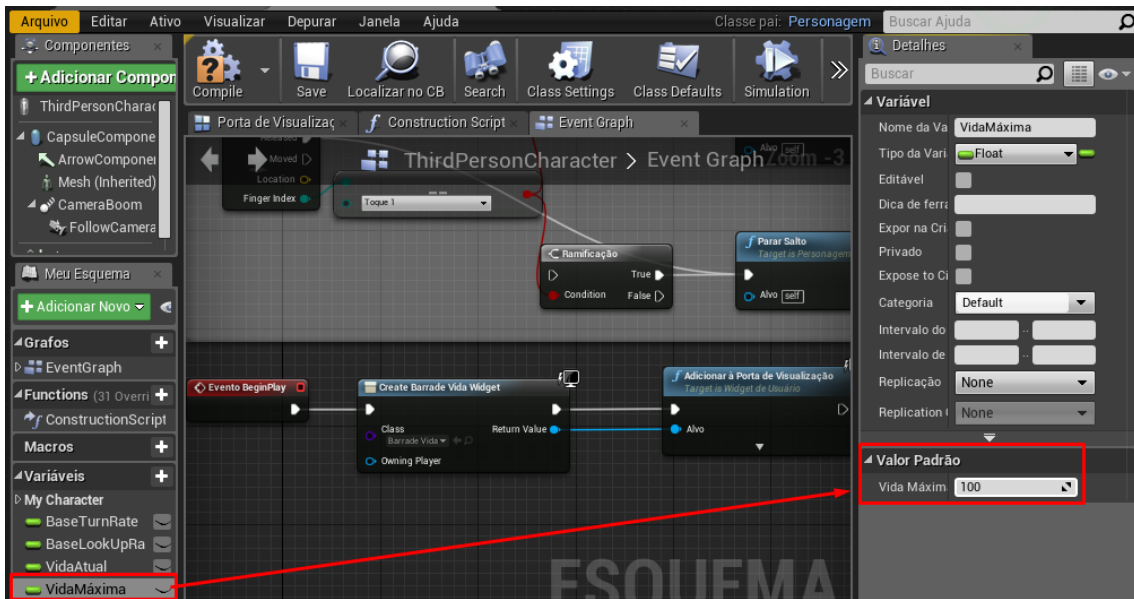 Arquivo Editar Ativo Visualizar Depurar Janela Ajuda
Classe pai: Personagem
Buscar Ajuda
Componentes
+Adicionar Compon
ThirdPersonCharac
CapsuleCompone
ArrowComponen
Mesh (Inherited)
CameraBoom
FollowCamera
Meu Esquema
+ Adicionar Novo
Grafos
EventGraph
Functions (31 Overri
ConstructionScript
Macros
Variáveis
My Character
BaseTurnRate
BaseLookUpRa
VidaAtual
VidaMáxima
Compile
Save
Localizar no CB
Search
Class Settings
Class Defaults
Simulation
Porta de Visualizaç
Construction Script
Event Graph
ThirdPersonCharacter > Event Graph
Zoom -3
Moved
Location
Finger Index
==
Toque 1
Alvo self
Ramificação
True
Condition
False
Parar Salto
Target is Personagem
Alvo self
Evento BeginPlay
Create Barrade Vida Widget
Class
Barrade Vida
Return Value
Owning Player
Adicionar à Porta de Visualização
Target is Widget de Usuário
Alvo
ESQUEMA
Detalhes
Buscar
Variável
Nome da Va VidaMáxima
Tipo da Vari Float
Editável
Dica de ferra
Expor na Cri
Privado
Expose to Ci
Categoria Default
Intervalo do ..
Intervalo de ..
Replicação None
Replication None
Valor Padrão
Vida Máxim 100